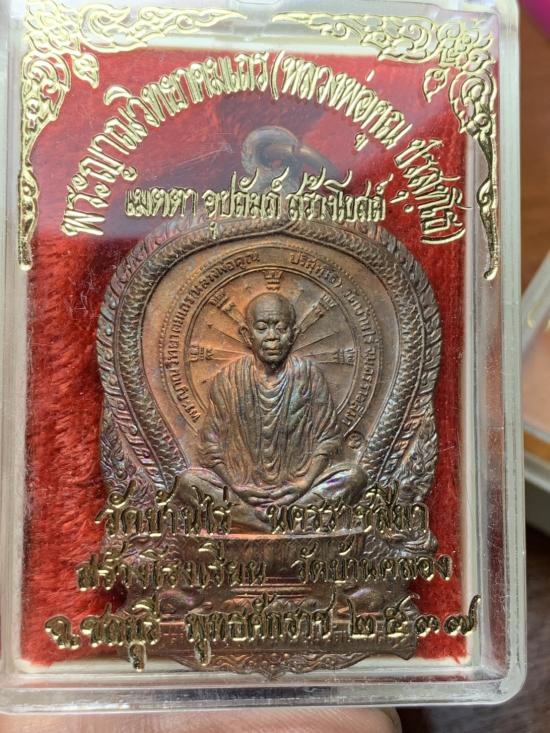 พระญาณวิทยาคมเถร (หลวงพ่อคูณ ปริสุทฺโธ)
เมตตา อุปถัมภ์ สร้างโบสถ์
วัดบ้านไร่ นครราชสีมา
สร้างโรงเรียน วัดบ้านคลอง
จ.ชลบุรี พุทธศักราช ๒๕๓๗